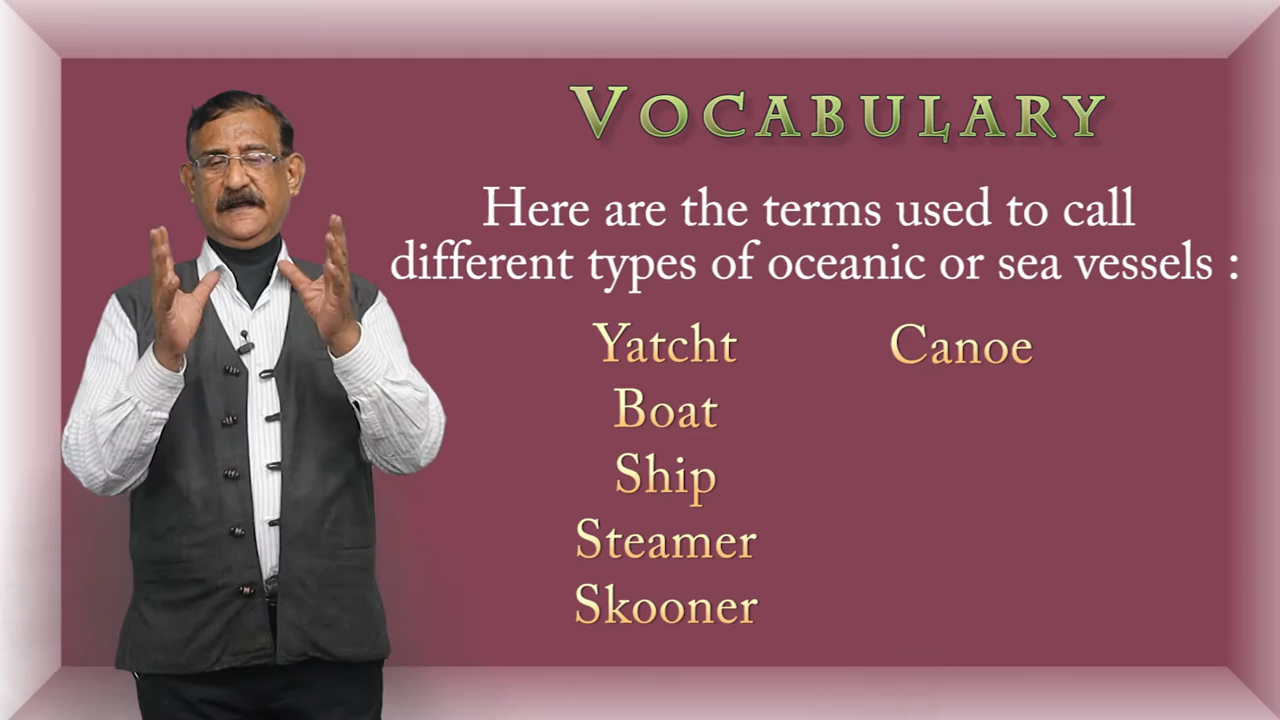 VOCABULARY
Here are the terms used to call
different types of oceanic or sea vessels :
Yatcht
Boat
Ship
Steamer
Skooner
Canoe